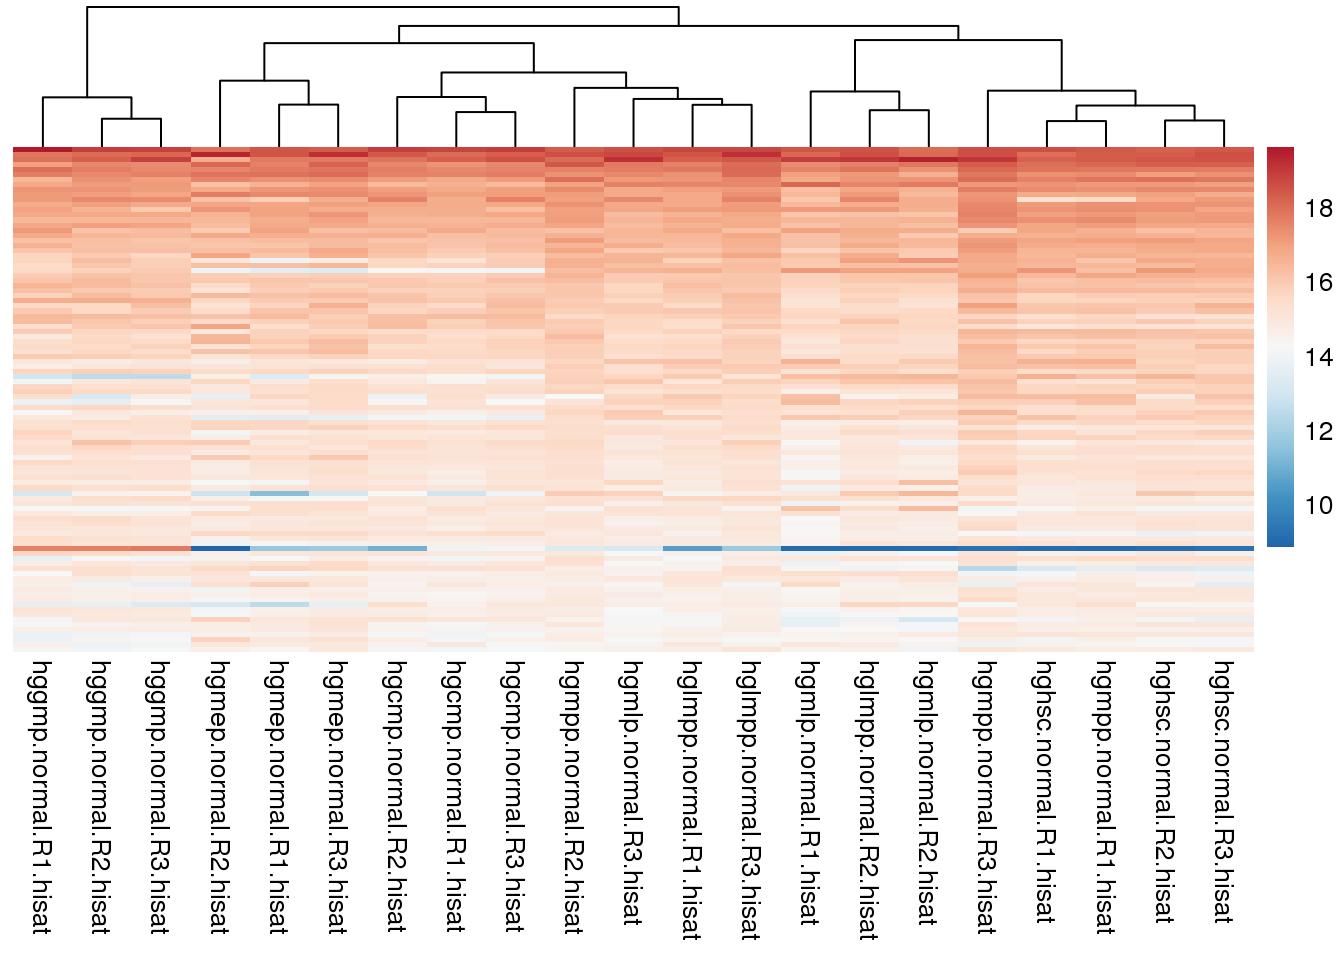 18
16
14
12
10
hggmp.normal.R1.hisat
hggmp.normal.R2.hisat
hggmp.normal.R3.hisat
hgmep.normal.R2.hisat
hgmep.normal.R1.hisat
hgmep.normal.R3.hisat
hgcmp.normal.R2.hisat
hgcmp.normal.R1.hisat
hgcmp.normal.R3.hisat
hgmpp.normal.R2.hisat
hgmlp.normal.R3.hisat
hglmpp.normal.R1.hisat
hglmpp.normal.R3.hisat
hgmlp.normal.R1.hisat
hglmpp.normal.R2.hisat
hgmlp.normal.R2.hisat
hgmpp.normal.R3.hisat
hghsc.normal.R1.hisat
hgmpp.normal.R1.hisat
hghsc.normal.R2.hisat
hghsc.normal.R3.hisat